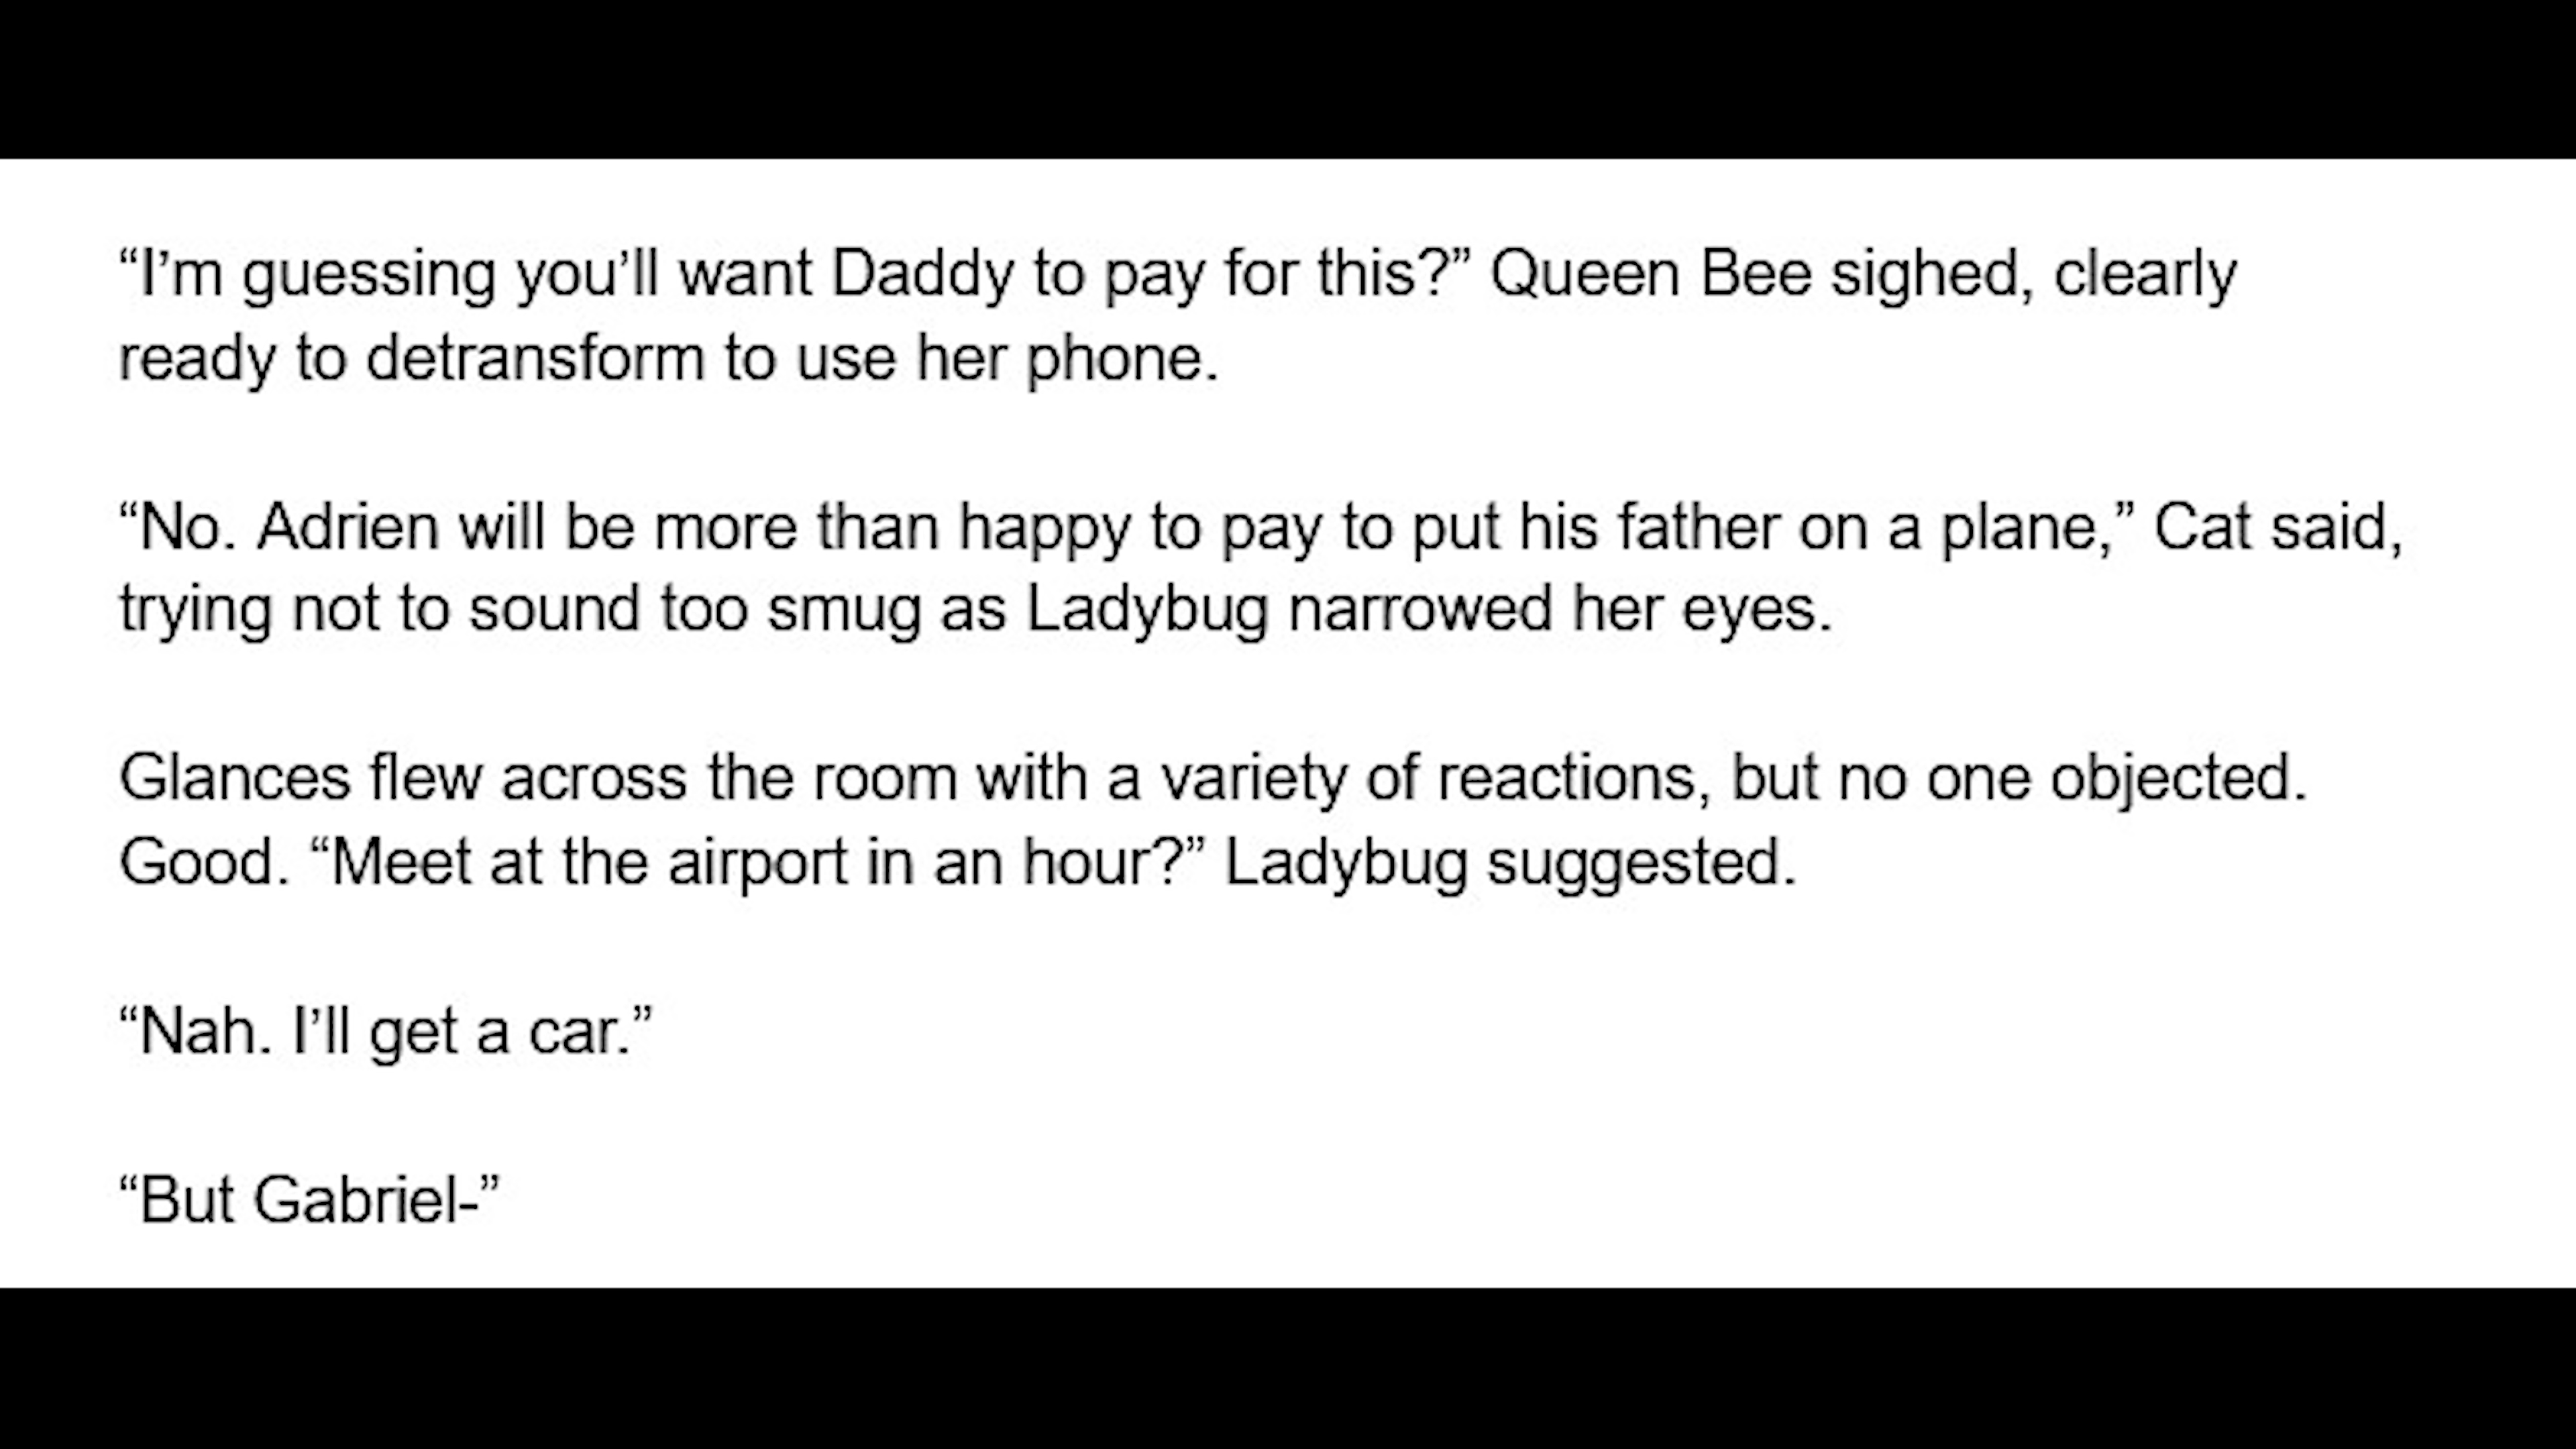 “I’m guessing you’ll want Daddy to pay for this?” Queen Bee sighed, clearly
ready to detransform to use her phone.
“No. Adrien will be more than happy to pay to put his father on a plane,” Cat said,
trying not to sound too smug as Ladybug narrowed her eyes.
Glances flew across the room with a variety of reactions, but no one objected.
Good. “Meet at the airport in an hour?” Ladybug suggested.
“Nah. I’ll get a car.”
“But Gabriel-”